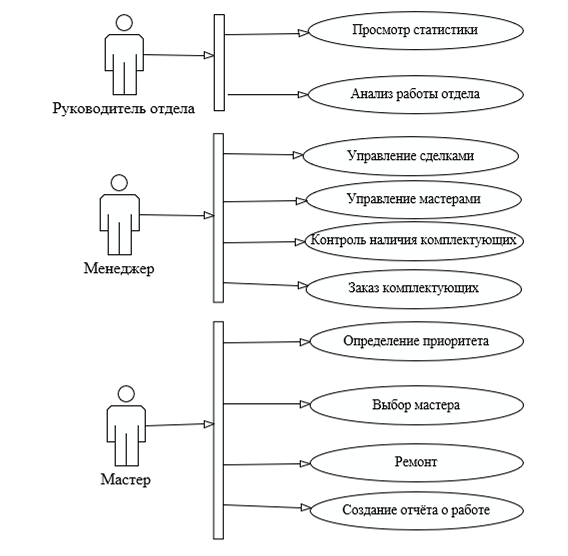 Просмотр статистики
Анализ работы отдела
Руководитель отдела
Управление сделками
Управление мастерами
Контроль наличия комплектующих
Заказ комплектующих
Менеджер
Определение приоритета
Выбор мастера
Ремонт
Создание отчёта о работе
Мастер